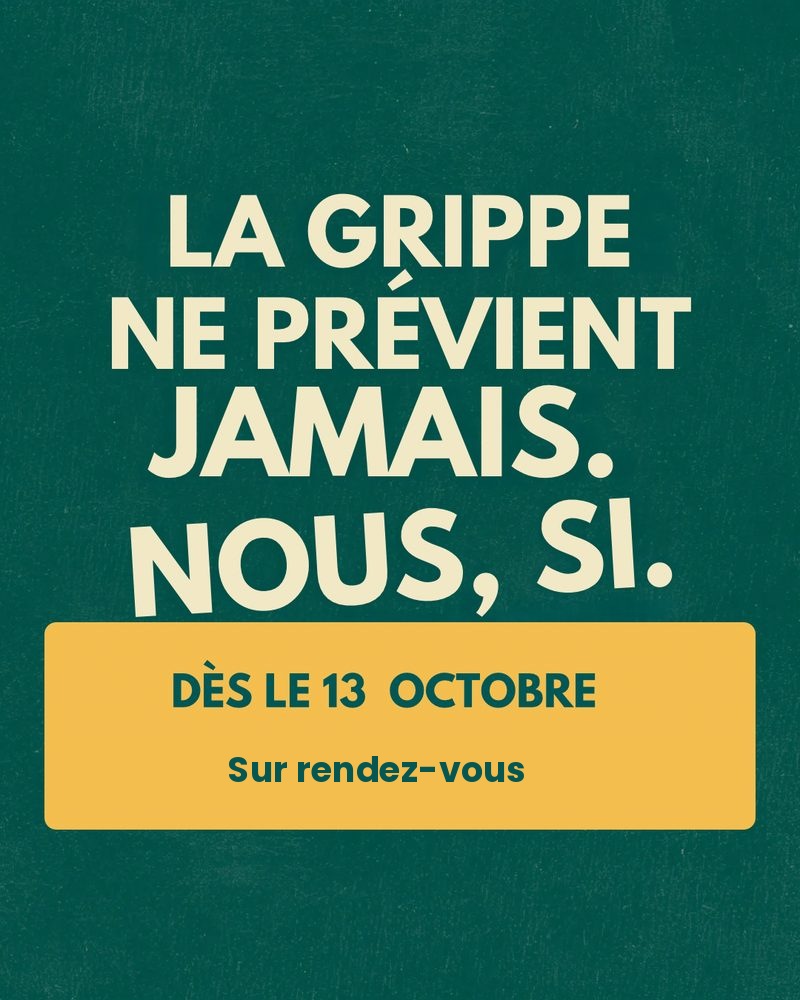 LA GRIPPE
NE PRÉVIENT
JAMAIS.
NOUS, SI.
DÈS LE 13 OCTOBRE
Sur rendez-vous